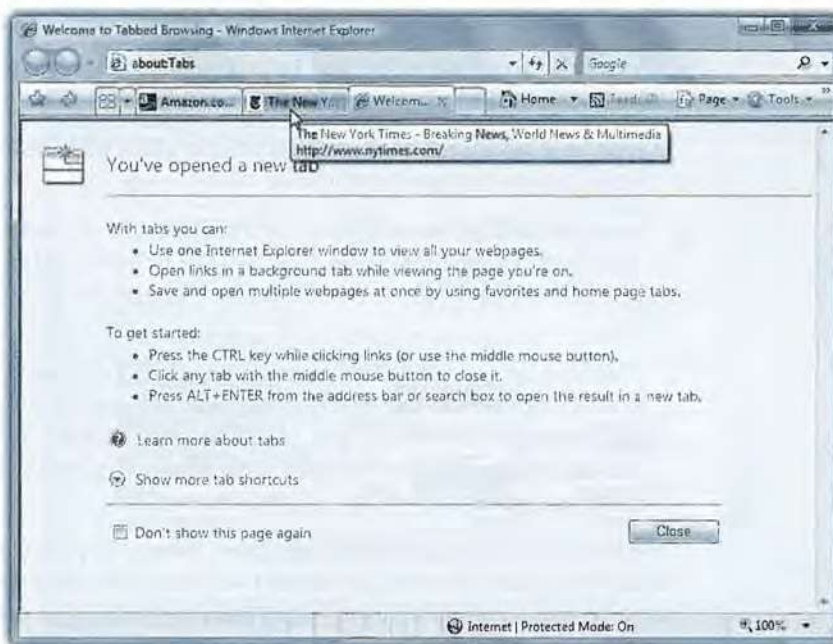 Welcome to Tabbed Browsing - Windows Internet Explorer
about:Tabs
Google
Amazon.co...
The New Y...
Welcom...
Home
Page
Tools
The New York Times - Breaking News, World News & Multimedia
http://www.nytimes.com/
You've opened a new tab
With tabs you can:
• Use one Internet Explorer window to view all your webpages.
• Open links in a background tab while viewing the page you're on.
• Save and open multiple webpages at once by using favorites and home page tabs.
To get started:
• Press the CTRL key while clicking links (or use the middle mouse button).
• Click any tab with the middle mouse button to close it.
• Press ALT+ENTER from the address bar or search box to open the result in a new tab.
Learn more about tabs
Show more tab shortcuts
Don't show this page again
Close
Internet | Protected Mode: On
100%